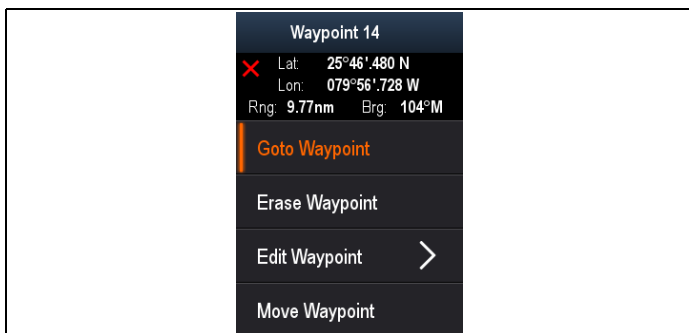 Waypoint 14
Lat: 25°46'.480 N
Lon: 079°56'.728 W
Rng: 9.77nm Brg: 104°M
Goto Waypoint
Erase Waypoint
Edit Waypoint
Move Waypoint